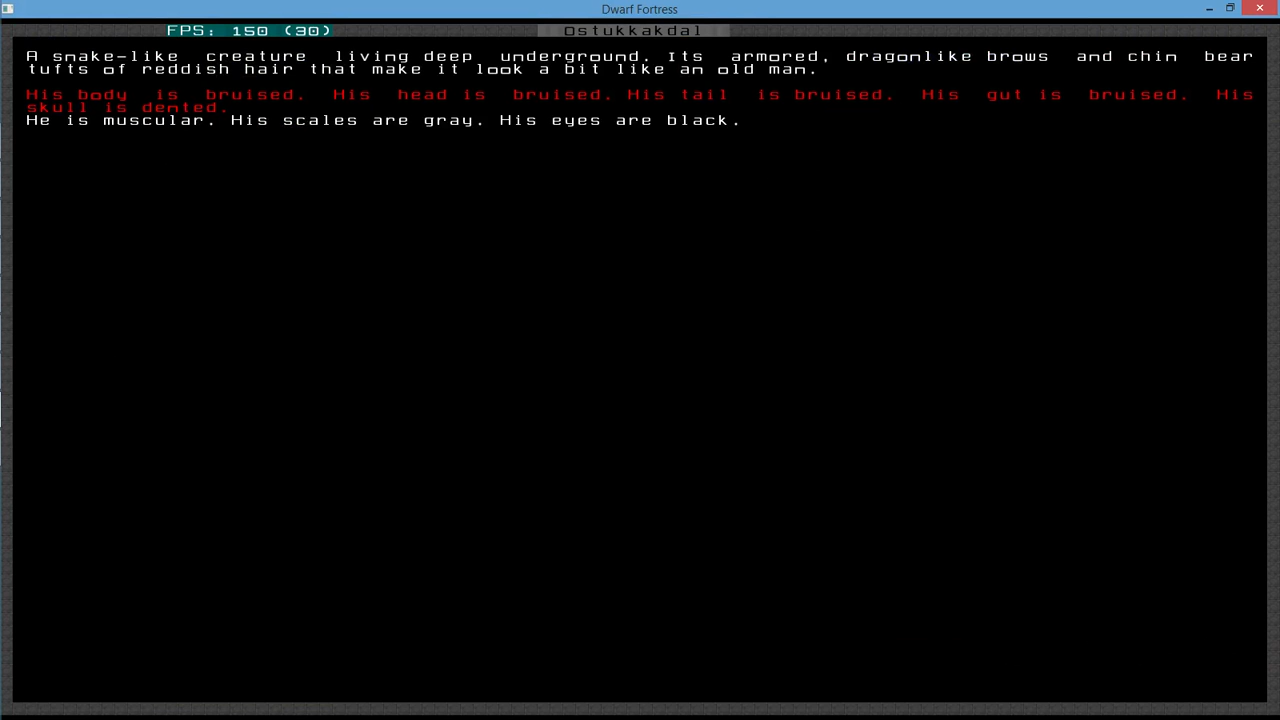 Dwarf Fortress
FPS: 150 (30)
Ostukkakdal
A snake-like creature living deep underground. Its armored, dragonlike brows and chin bear
tufts of reddish hair that make it look a bit like an old man.
His body is bruised. His head is bruised. His tail is bruised. His gut is bruised. His
skull is dented.
He is muscular. His scales are gray. His eyes are black.